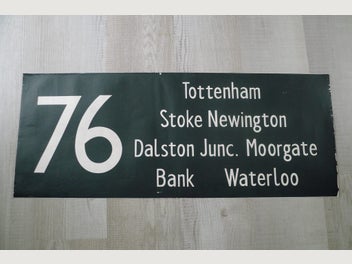 76
Tottenham
Stoke Newington
Dalston Junc. Moorgate
Bank Waterloo